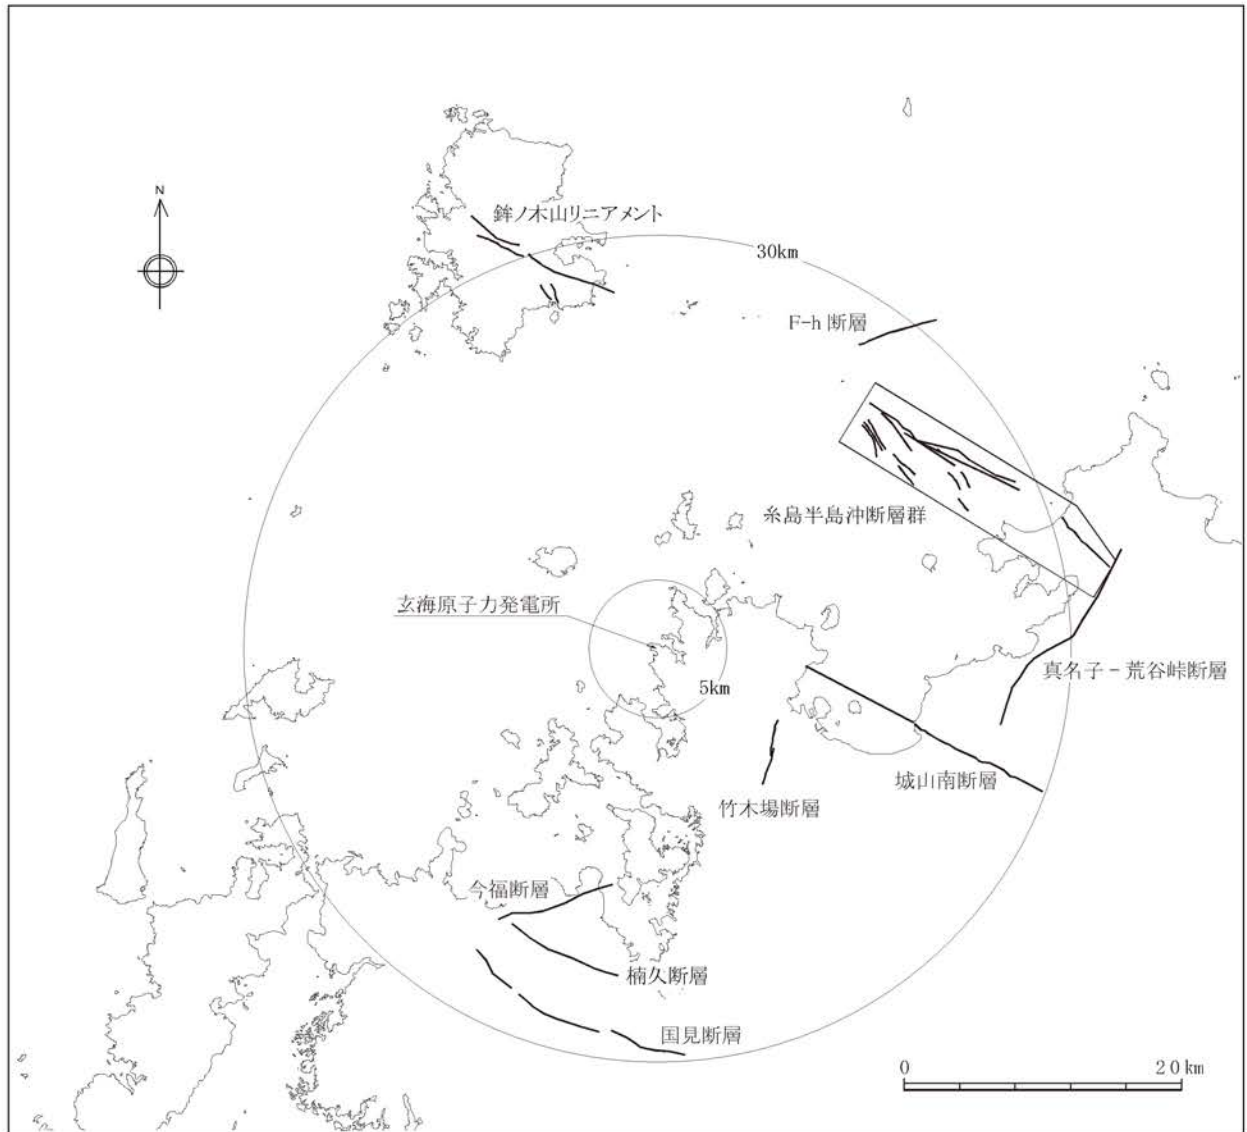 N
鉾ノ木山リニアメント
30km
F-h 断層
糸島半島沖断層群
玄海原子力発電所
5km
真名子－荒谷峠断層
城山南断層
竹木場断層
今福断層
楠久断層
国見断層
0 20km